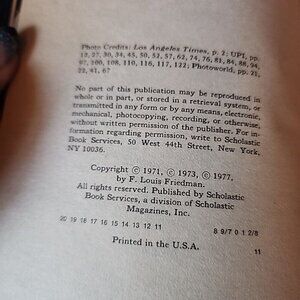 Photo Credits: Los Angeles Times, p. 2; UPI, pp.
12, 27, 30, 34, 45, 50, 52, 57, 62, 74, 76, 81, 84, 88, 94,
97, 100, 108, 110, 116, 117, 122; Photoworld, pp. 21,
22, 41, 67
No part of this publication may be reproduced in
whole or in part, or stored in a retrieval system, or
transmitted in any form or by any means, electronic,
mechanical, photocopying, recording, or otherwise,
without written permission of the publisher. For in-
formation regarding permission, write to Scholastic
Book Services, 50 West 44th Street, New York,
NY 10036.
Copyright © 1971, © 1973, © 1977,
by F. Louis Friedman.
All rights reserved. Published by Scholastic
Book Services, a division of Scholastic
Magazines, Inc.
20 19 18 17 16 15 14 13 12 11 8 9/7 0 1 2/8
11
Printed in the U.S.A.